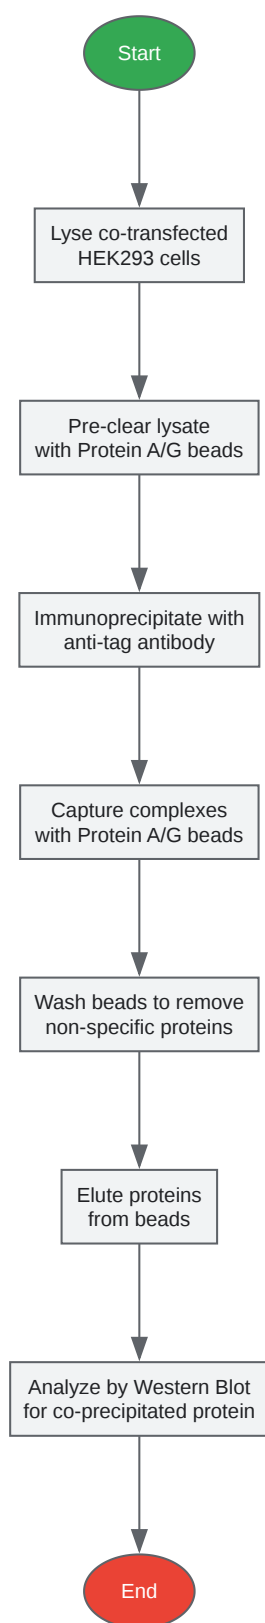 Start
Lyse co-transfected
HEK293 cells
Pre-clear lysate
with Protein A/G beads
Immunoprecipitate with
anti-tag antibody
Capture complexes
with Protein A/G beads
Wash beads to remove
non-specific proteins
Elute proteins
from beads
Analyze by Western Blot
for co-precipitated protein
End